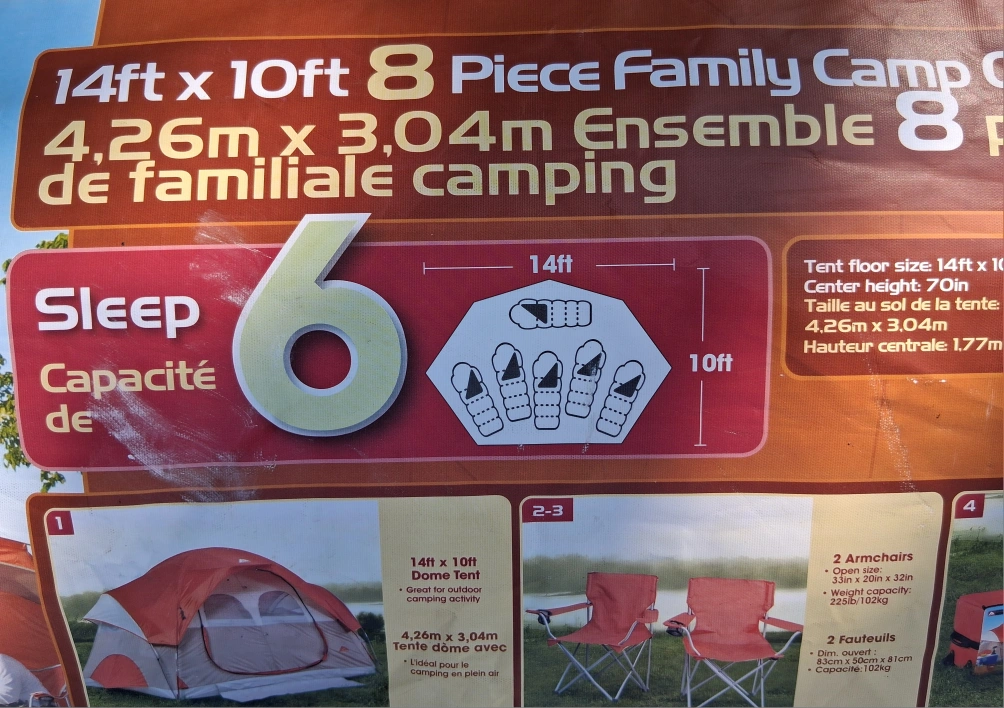 14ft x 10ft 8 Piece Family Camp
4,26m x 3,04m Ensemble 8
de familiale camping
Sleep 6
Capacité
de
14ft
10ft
Tent floor size: 14ft x 10
Center height: 70in
Taille au sol de la tente:
4,26m x 3,04m
Hauteur centrale: 1,77m
1
14ft x 10ft
Dome Tent
• Great for outdoor
camping activity
4,26m x 3,04m
Tente dôme avec
• L'idéal pour le
camping en plein air
2-3
2 Armchairs
• Open size:
33in x 20in x 32in
• Weight capacity:
225lb/102kg
2 Fauteuils
• Dim. ouvert :
83cm x 50cm x 81cm
• Capacité: 102kg
4